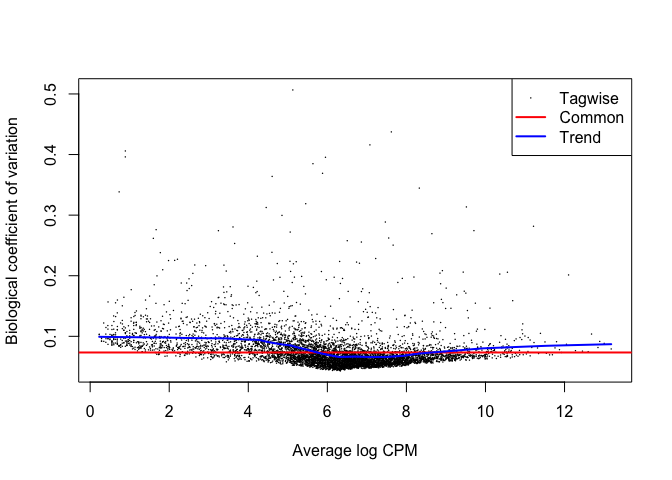 Biological coefficient of variation
0.5
0.4
0.3
0.2
0.1
Tagwise
Common
Trend
0 2 4 6 8 10 12
Average log CPM